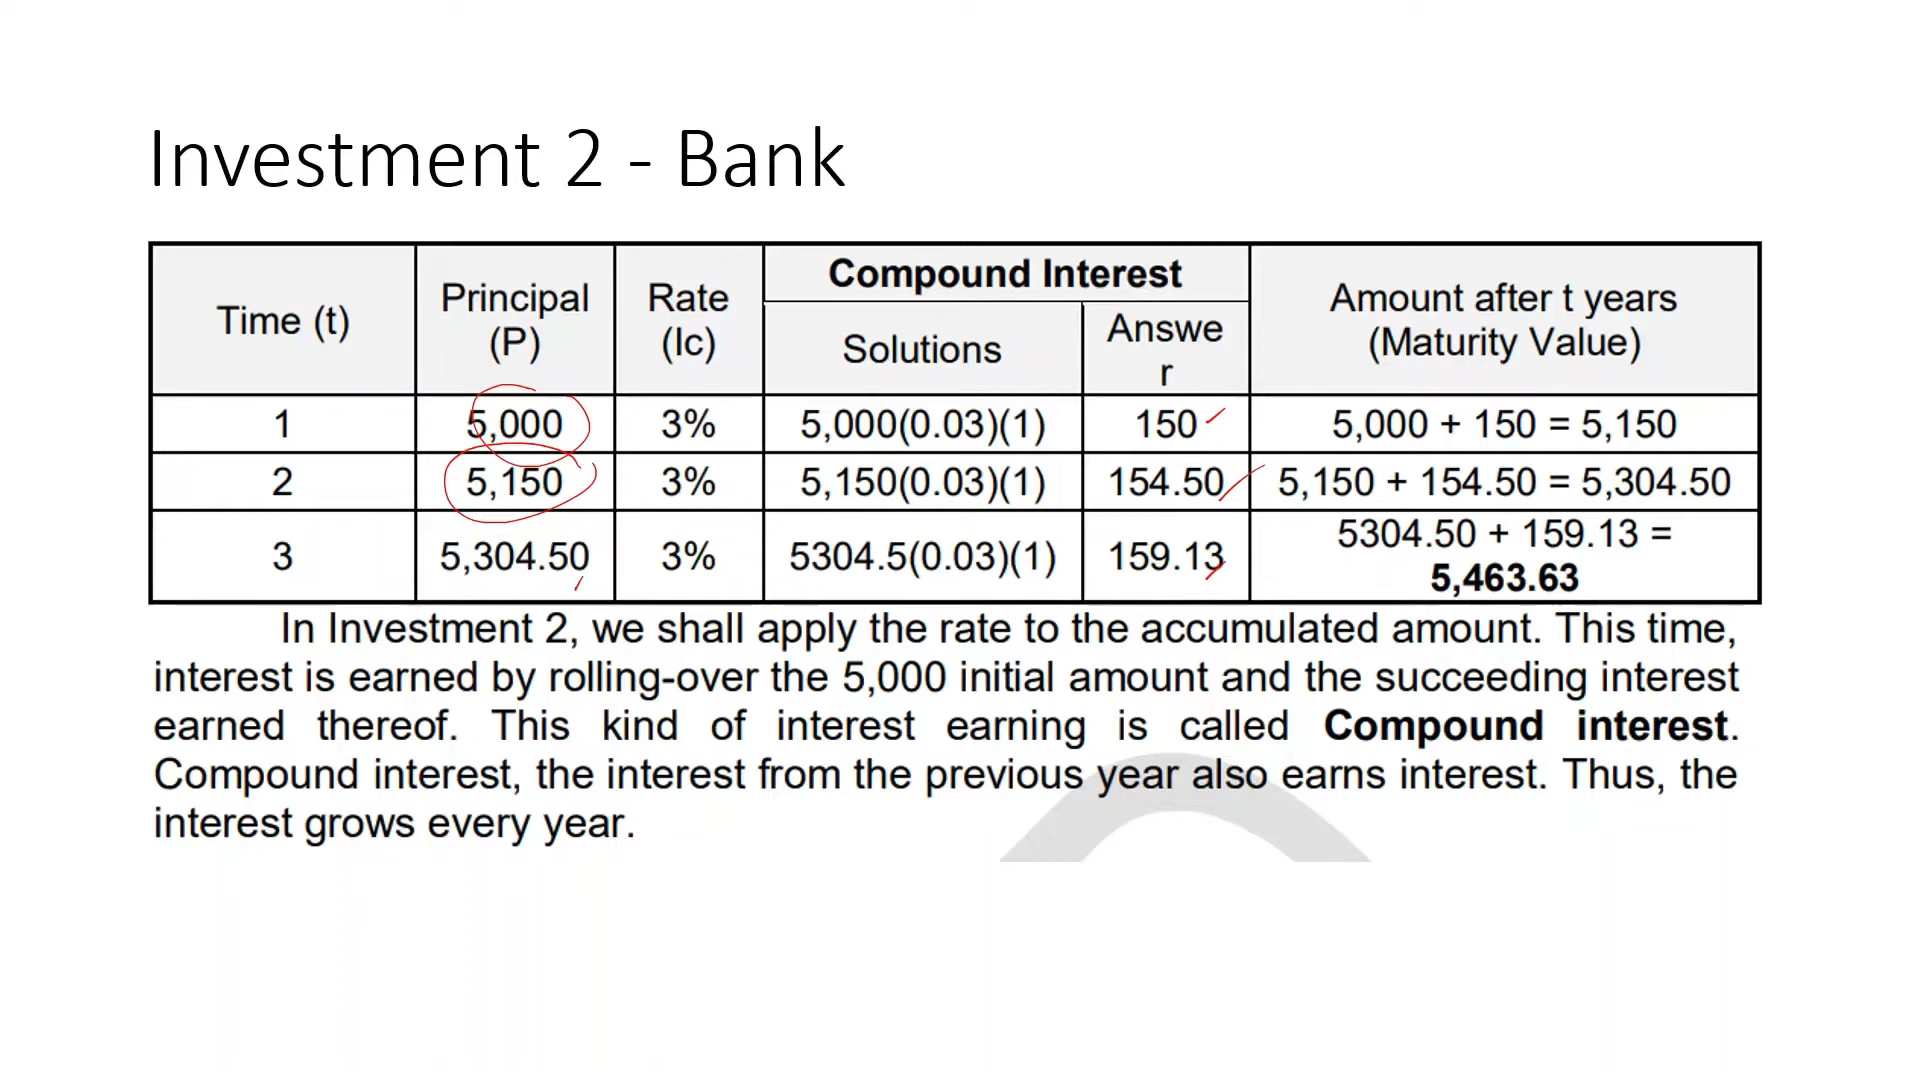 Investment 2 - Bank
Time (t) Principal (P) Rate (Ic) Compound Interest Amount after t years (Maturity Value)
Solutions Answe r
1 5,000 3% 5,000(0.03)(1) 150 5,000 + 150 = 5,150
2 5,150 3% 5,150(0.03)(1) 154.50 5,150 + 154.50 = 5,304.50
3 5,304.50 3% 5304.5(0.03)(1) 159.13 5304.50 + 159.13 = 5,463.63
In Investment 2, we shall apply the rate to the accumulated amount. This time,
interest is earned by rolling-over the 5,000 initial amount and the succeeding interest
earned thereof. This kind of interest earning is called Compound interest.
Compound interest, the interest from the previous year also earns interest. Thus, the
interest grows every year.